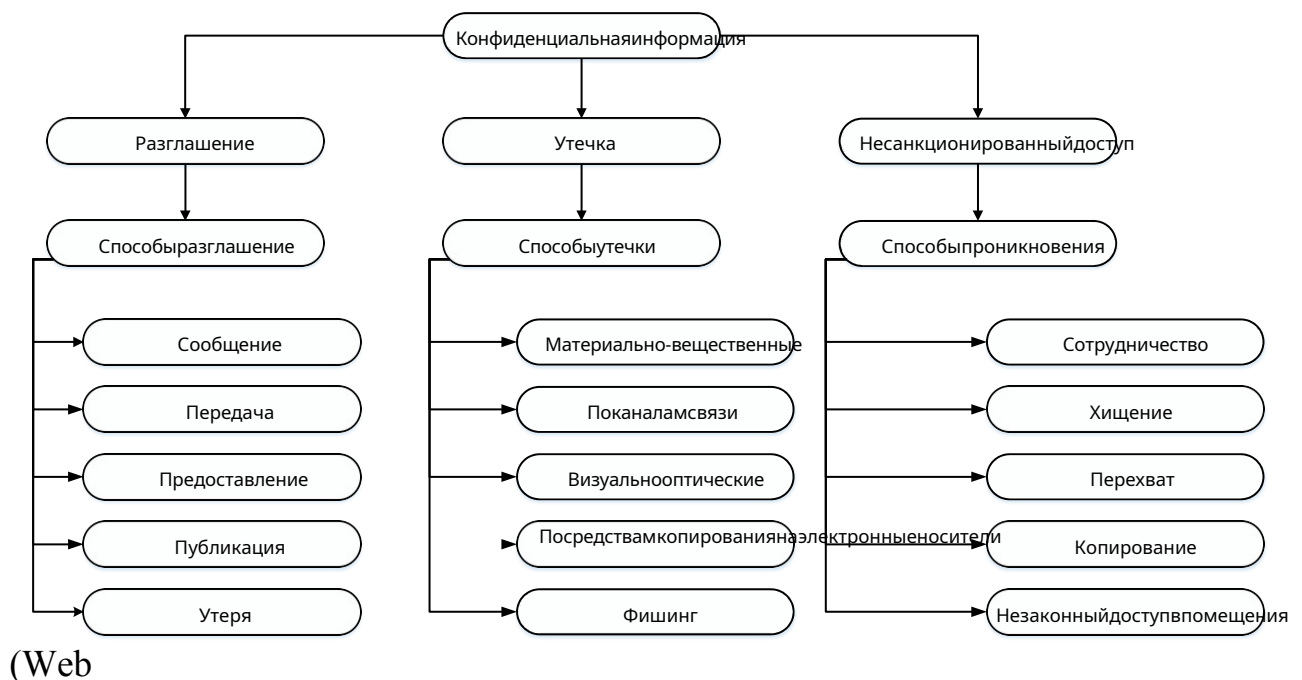 Конфиденциальнаяинформация
Разглашение
Утечка
Несанкционированныйдоступ
Способыразглашение
Способыутечки
Способыпроникновения
Сообщение
Материально-вещественные
Сотрудничество
Передача
Поканаламсвязи
Хищение
Предоставление
Визуальнооптические
Перехват
Публикация
Посредствамкопированиянаэлектронныеносители
Копирование
Утеря
Фишинг
Незаконныйдоступвпомещения
(Web